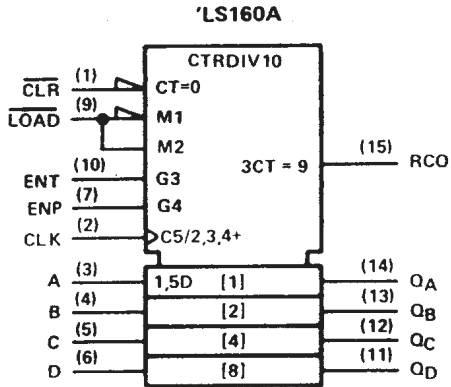 'LS160A
CTRDIV10
CLR (1) CT=0
LOAD (9) M1
M2
3CT = 9 (15) RCO
ENT (10) G3
ENP (7) G4
CLK (2) C5/2,3,4+
A (3) 1,5D [1] (14) QA
B (4) [2] (13) QB
C (5) [4] (12) QC
D (6) [8] (11) QD